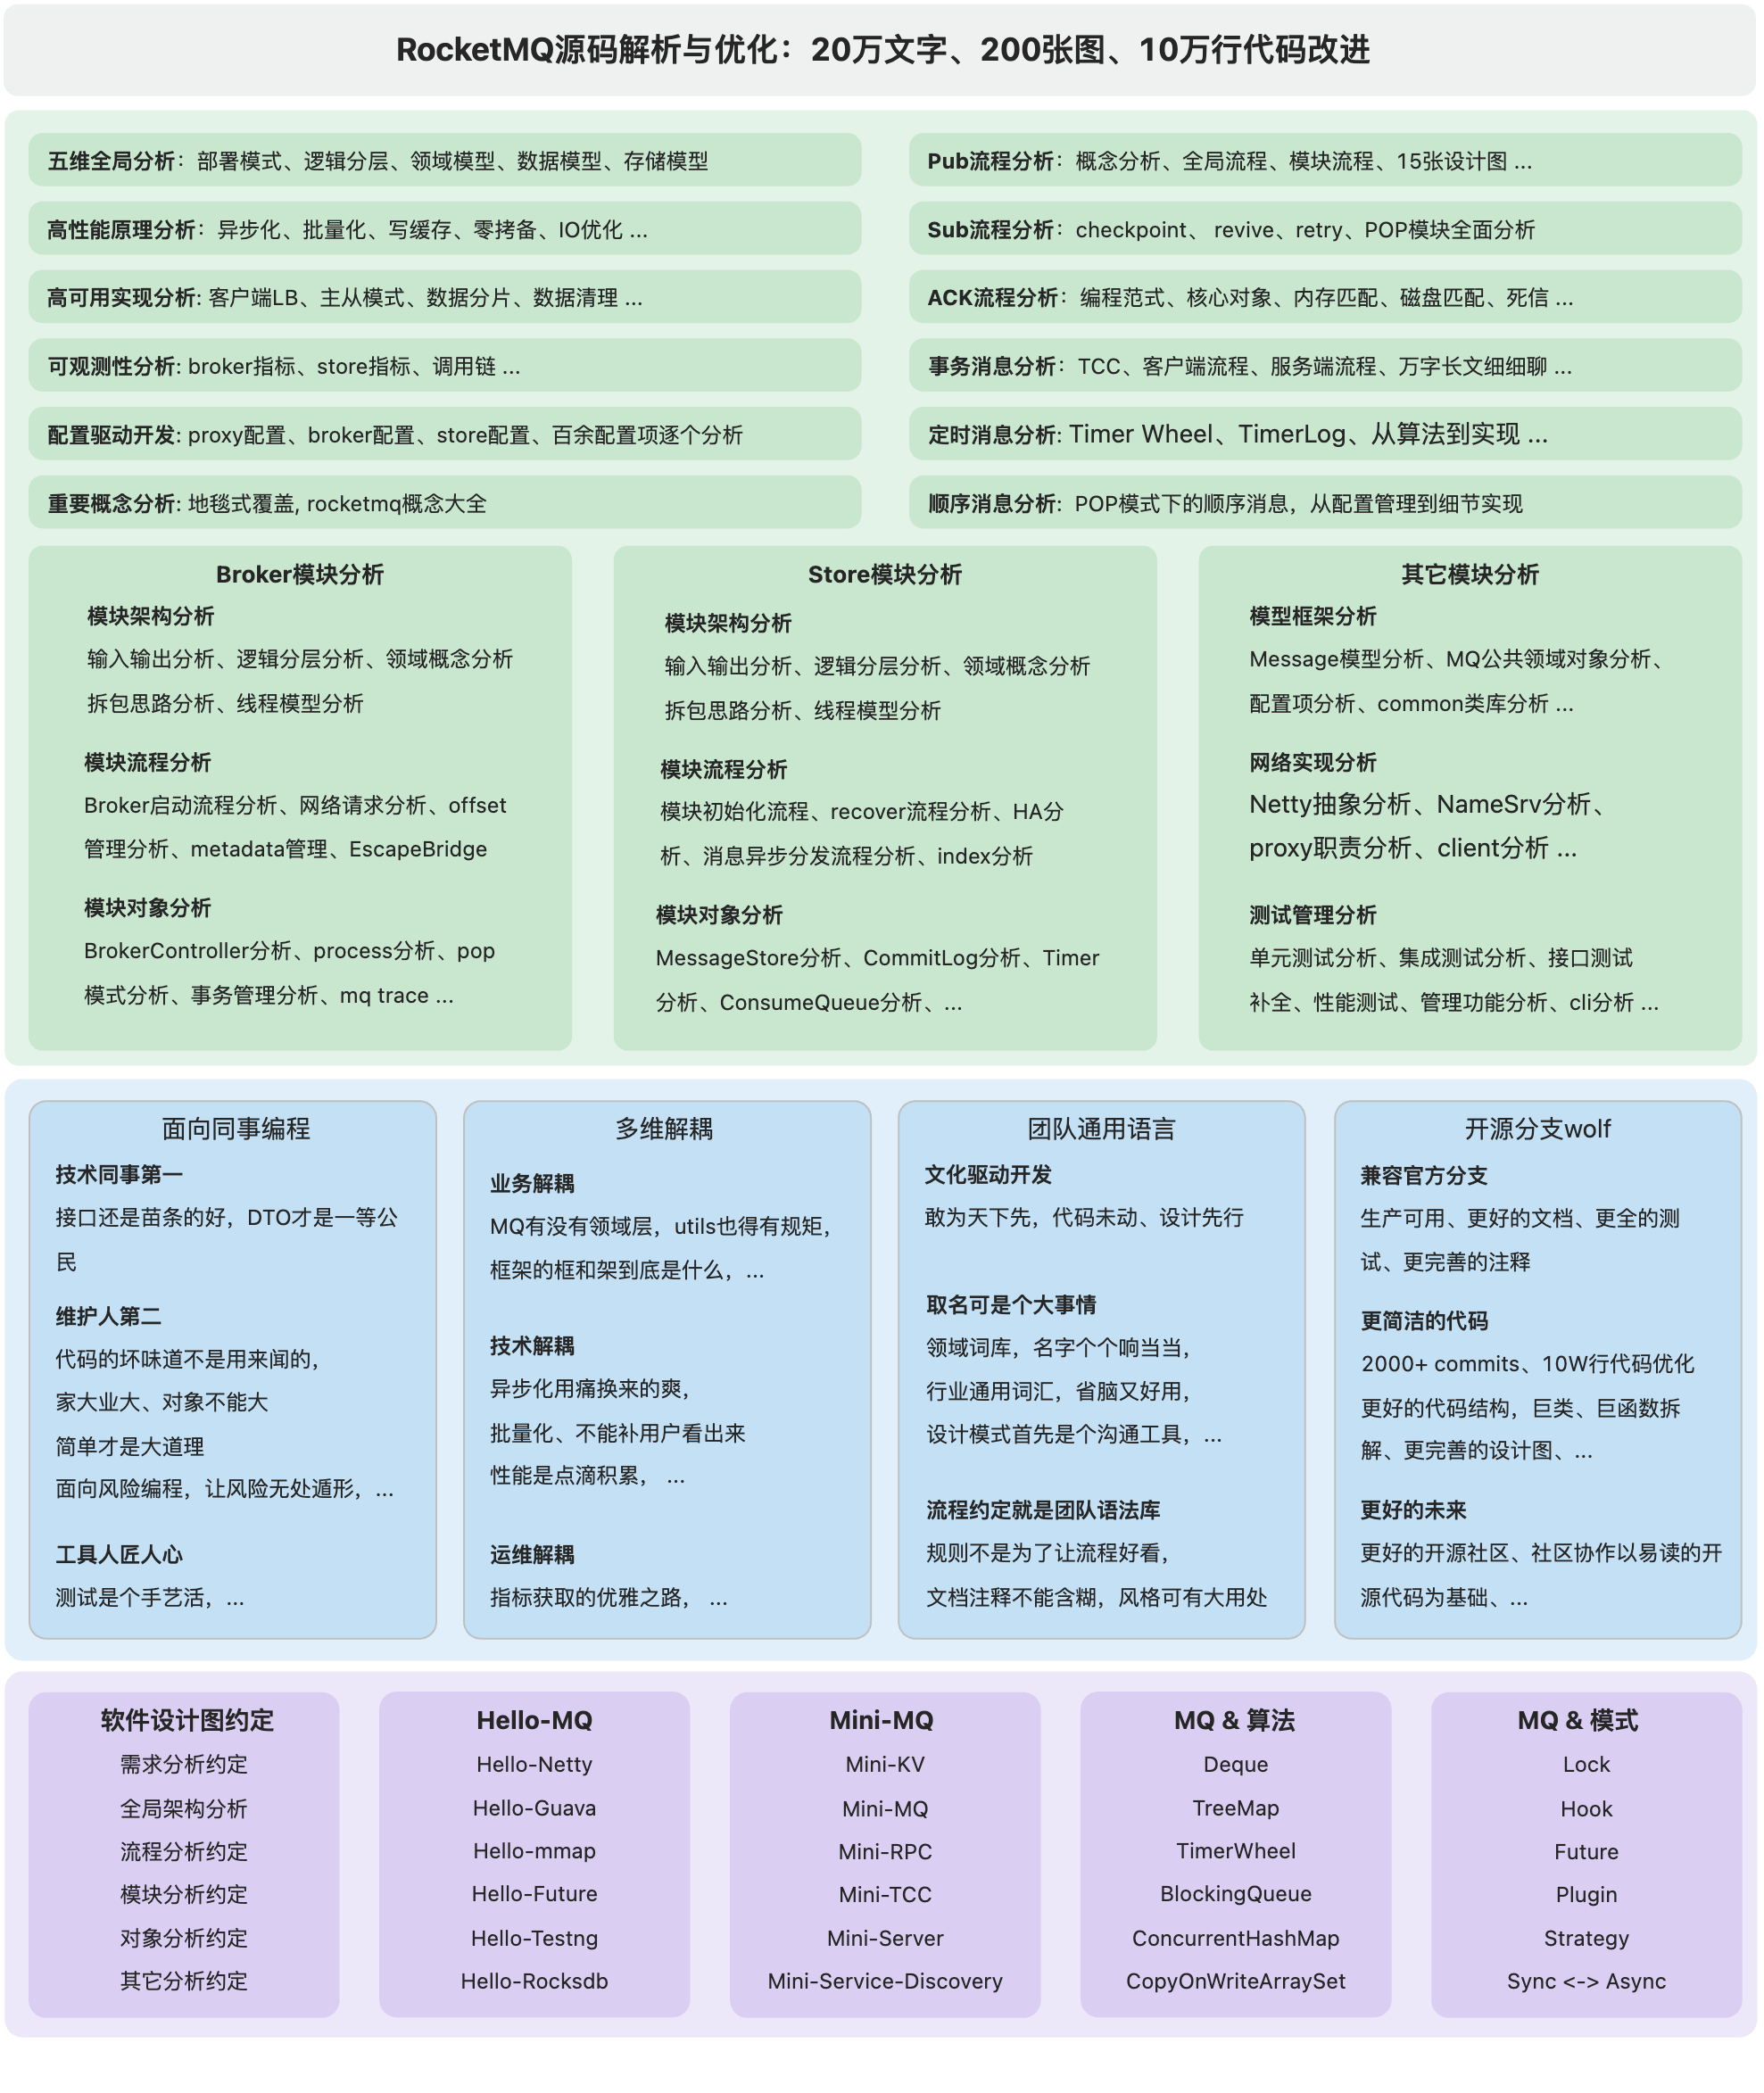 RocketMQ源码解析与优化：20万文字、200张图、10万行代码改进
五维全局分析：部署模式、逻辑分层、领域模型、数据模型、存储模型
Pub流程分析：概念分析、全局流程、模块流程、15张设计图 ...
高性能原理分析：异步化、批量化、写缓存、零拷备、IO优化 ...
Sub流程分析：checkpoint、 revive、retry、POP模块全面分析
高可用实现分析: 客户端LB、主从模式、数据分片、数据清理 ...
ACK流程分析：编程范式、核心对象、内存匹配、磁盘匹配、死信 ...
可观测性分析: broker指标、store指标、调用链 ...
事务消息分析：TCC、客户端流程、服务端流程、万字长文细细聊 ...
配置驱动开发: proxy配置、broker配置、store配置、百余配置项逐个分析
定时消息分析: Timer Wheel、TimerLog、从算法到实现 ...
重要概念分析: 地毯式覆盖, rocketmq概念大全
顺序消息分析：POP模式下的顺序消息，从配置管理到细节实现
Broker模块分析
模块架构分析
输入输出分析、逻辑分层分析、领域概念分析
拆包思路分析、线程模型分析
模块流程分析
Broker启动流程分析、网络请求分析、offset
管理分析、metadata管理、EscapeBridge
模块对象分析
BrokerController分析、process分析、pop
模式分析、事务管理分析、mq trace ...
Store模块分析
模块架构分析
输入输出分析、逻辑分层分析、领域概念分析
拆包思路分析、线程模型分析
模块流程分析
模块初始化流程、recover流程分析、HA分
析、消息异步分发流程分析、index分析
模块对象分析
MessageStore分析、CommitLog分析、Timer
分析、ConsumeQueue分析、...
其它模块分析
模型框架分析
Message模型分析、MQ公共领域对象分析、
配置项分析、common类库分析 ...
网络实现分析
Netty抽象分析、NameSrv分析、
proxy职责分析、client分析 ...
测试管理分析
单元测试分析、集成测试分析、接口测试
补全、性能测试、管理功能分析、cli分析 ...
面向同事编程
技术同事第一
接口还是苗条的好，DTO才是一等公
民
维护人第二
代码的坏味道不是用来闻的，
家大业大、对象不能大
简单才是大道理
面向风险编程，让风险无处遁形，...
工具人匠人心
测试是个手艺活，...
多维解耦
业务解耦
MQ有没有领域层，utils也得有规矩，
框架的框和架到底是什么，...
技术解耦
异步化用痛换来的爽，
批量化、不能补用户看出来
性能是点滴积累， ...
运维解耦
指标获取的优雅之路， ...
团队通用语言
文化驱动开发
敢为天下先，代码未动、设计先行
取名可是个大事情
领域词库，名字个个响当当，
行业通用词汇，省脑又好用，
设计模式首先是个沟通工具，...
流程约定就是团队语法库
规则不是为了让流程好看，
文档注释不能含糊，风格可有大用处
开源分支wolf
兼容官方分支
生产可用、更好的文档、更全的测
试、更完善的注释
更简洁的代码
2000+ commits、10W行代码优化
更好的代码结构，巨类、巨函数拆
解、更完善的设计图、...
更好的未来
更好的开源社区、社区协作以易读的开
源代码为基础、...
软件设计图约定
需求分析约定
全局架构分析
流程分析约定
模块分析约定
对象分析约定
其它分析约定
Hello-MQ
Hello-Netty
Hello-Guava
Hello-mmap
Hello-Future
Hello-Testng
Hello-Rocksdb
Mini-MQ
Mini-KV
Mini-MQ
Mini-RPC
Mini-TCC
Mini-Server
Mini-Service-Discovery
MQ & 算法
Deque
TreeMap
TimerWheel
BlockingQueue
ConcurrentHashMap
CopyOnWriteArraySet
MQ & 模式
Lock
Hook
Future
Plugin
Strategy
Sync <-> Async